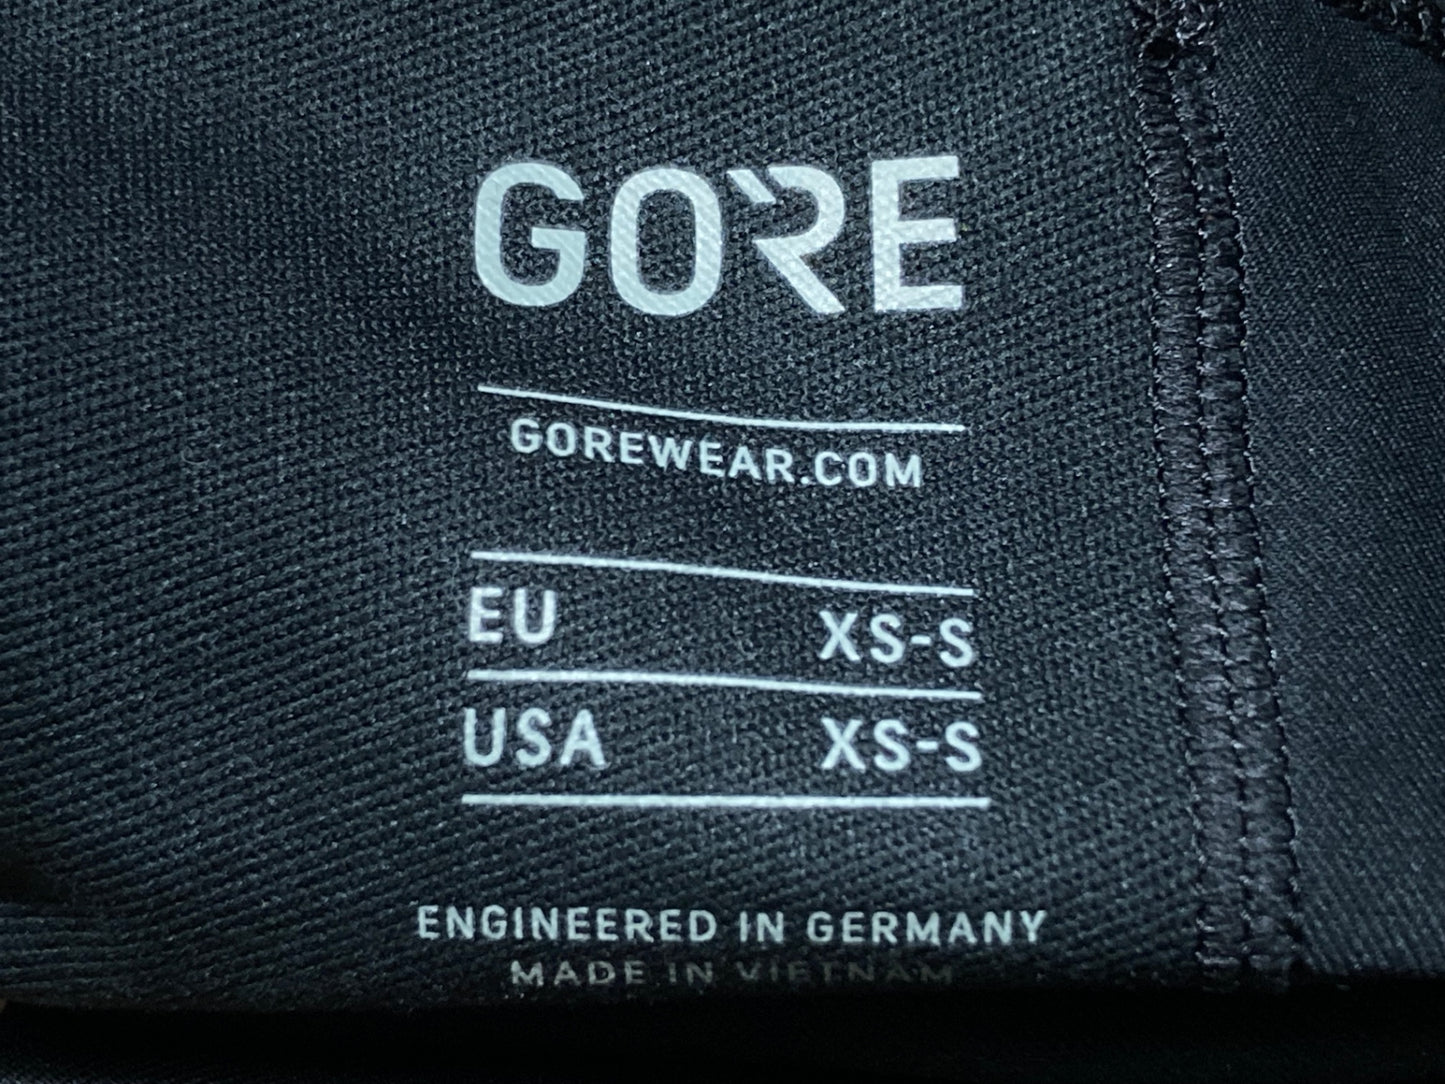 GORE
GOREWEAR.COM
EU XS-S
USA XS-S
ENGINEERED IN GERMANY
MADE IN VIETNAM